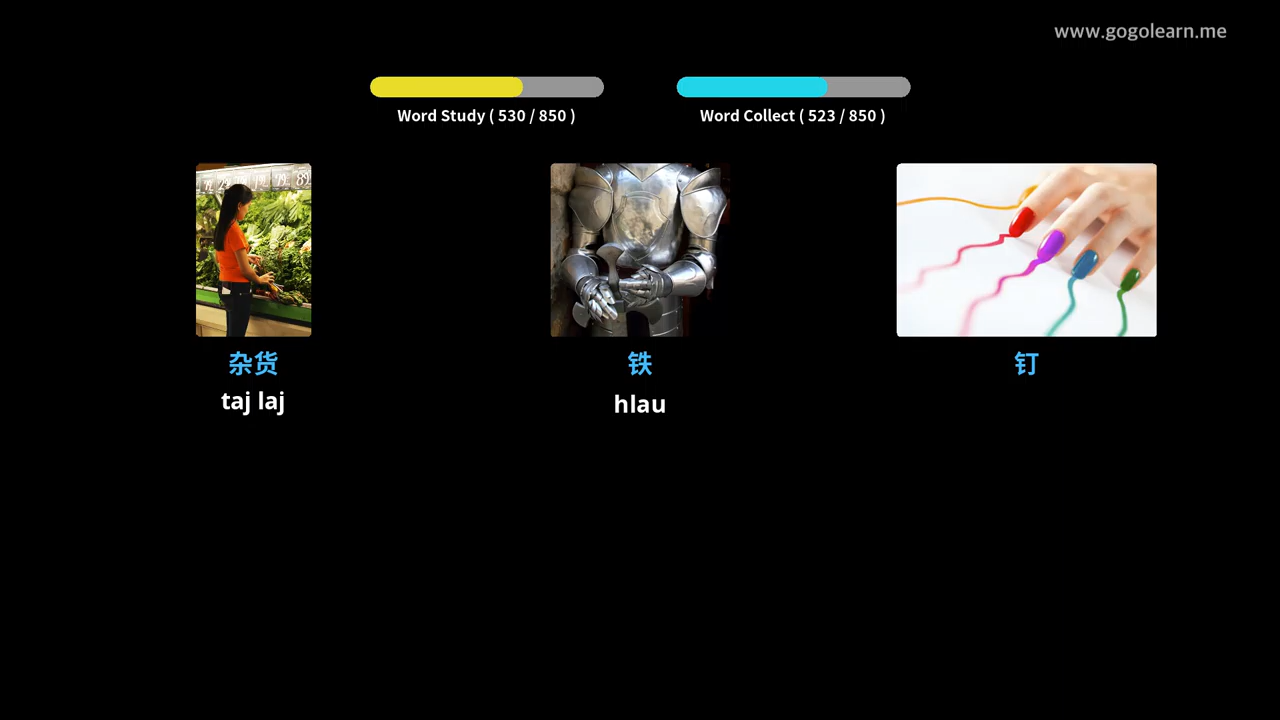 www.gogolearn.me
Word Study ( 530 / 850 )
Word Collect ( 523 / 850 )
杂货
铁
钉
taj laj
hlau